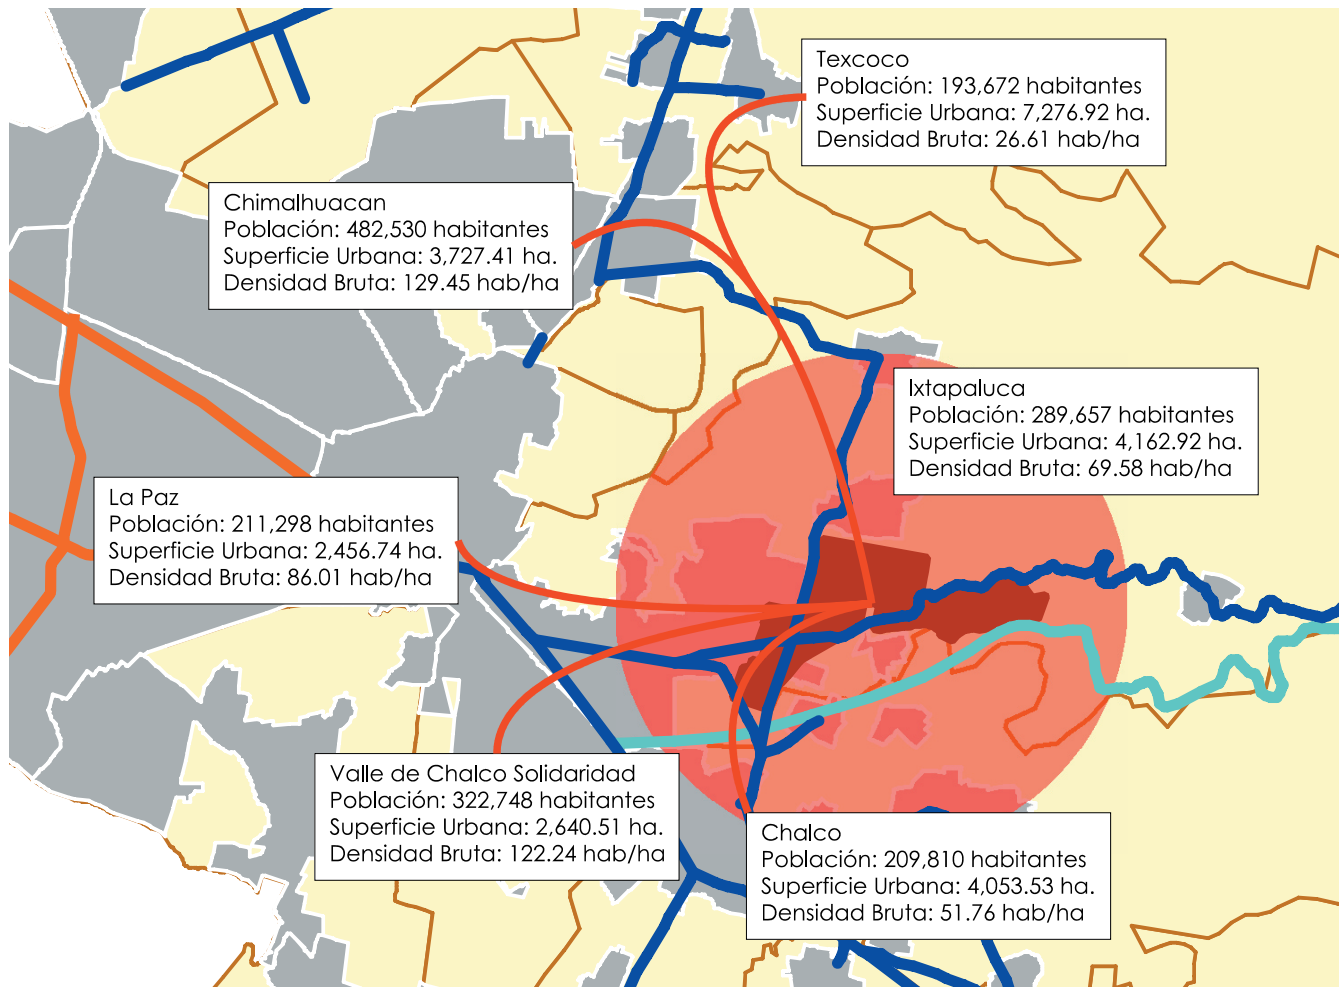 Texcoco
Población: 193,672 habitantes
Superficie Urbana: 7,276.92 ha.
Densidad Bruta: 26.61 hab/ha
Chimalhuacan
Población: 482,530 habitantes
Superficie Urbana: 3,727.41 ha.
Densidad Bruta: 129.45 hab/ha
Ixtapaluca
Población: 289,657 habitantes
Superficie Urbana: 4,162.92 ha.
Densidad Bruta: 69.58 hab/ha
La Paz
Población: 211,298 habitantes
Superficie Urbana: 2,456.74 ha.
Densidad Bruta: 86.01 hab/ha
Valle de Chalco Solidaridad
Población: 322,748 habitantes
Superficie Urbana: 2,640.51 ha.
Densidad Bruta: 122.24 hab/ha
Chalco
Población: 209,810 habitantes
Superficie Urbana: 4,053.53 ha.
Densidad Bruta: 51.76 hab/ha